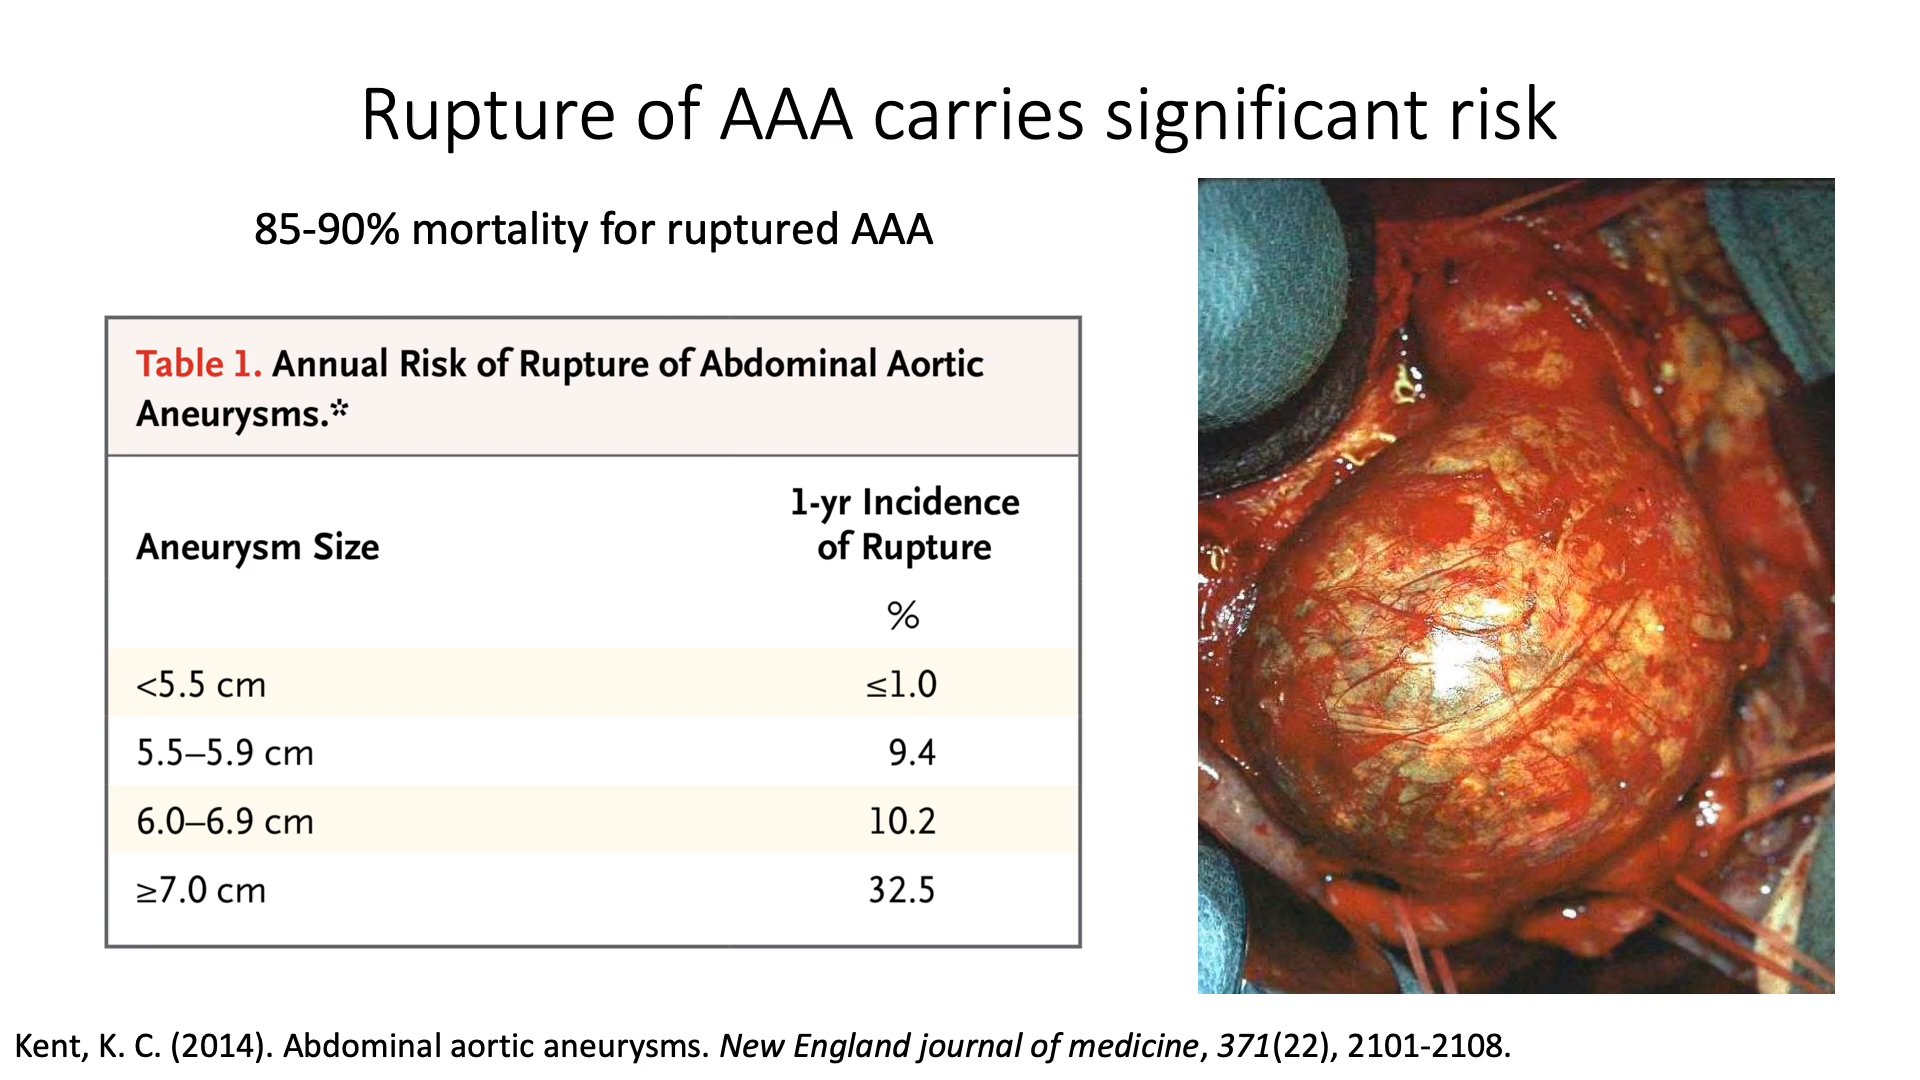 Rupture of AAA carries significant risk
85-90% mortality for ruptured AAA
Table 1. Annual Risk of Rupture of Abdominal Aortic
Aneurysms.*
Aneurysm Size
1-yr Incidence
of Rupture
%
<5.5 cm ≤1.0
5.5–5.9 cm 9.4
6.0–6.9 cm 10.2
≥7.0 cm 32.5
Kent, K. C. (2014). Abdominal aortic aneurysms. New England journal of medicine, 371(22), 2101-2108.